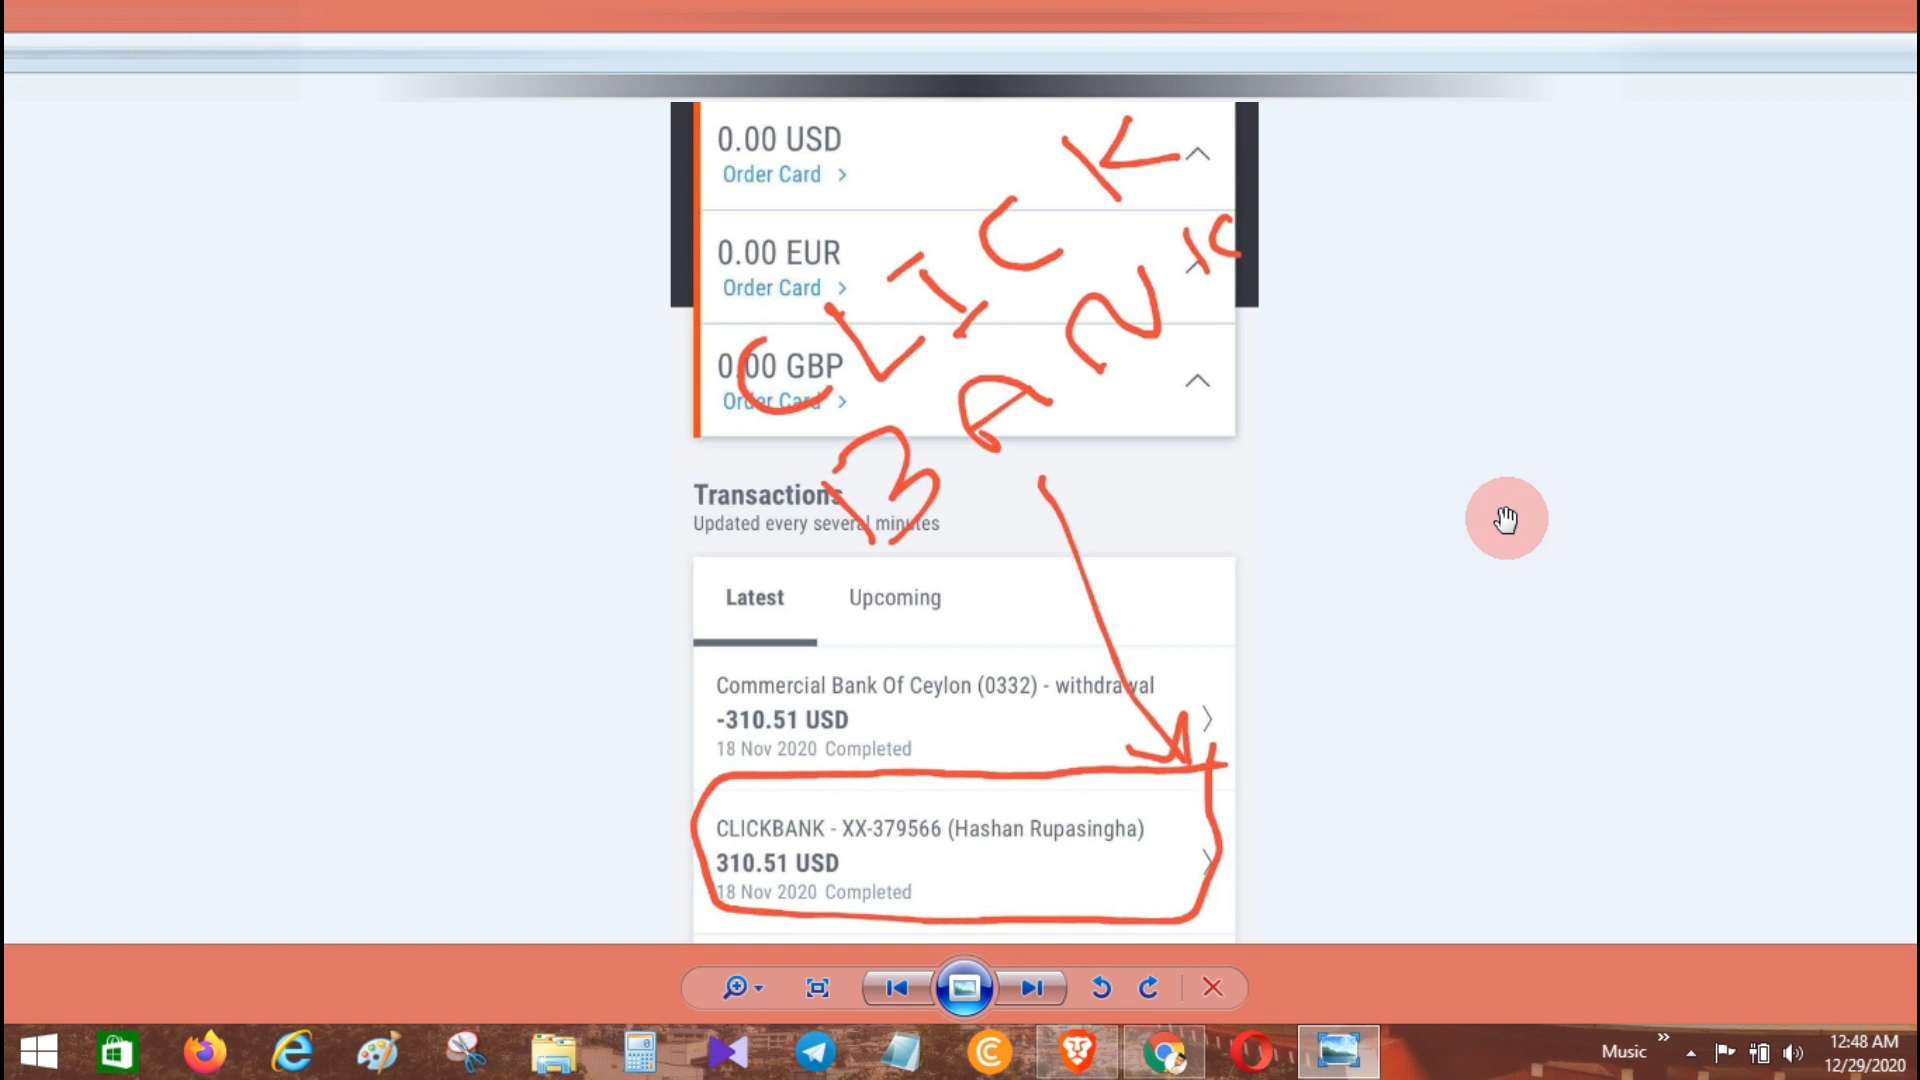 0.00 USD
Order Card >
0.00 EUR
Order Card >
0.00 GBP
Order Card >
CLICK
BANK
Transactions
Updated every several minutes
Latest Upcoming
Commercial Bank Of Ceylon (0332) - withdrawal
-310.51 USD
18 Nov 2020 Completed
CLICKBANK - XX-379566 (Hashan Rupasingha)
310.51 USD
18 Nov 2020 Completed
Music
12:48 AM
12/29/2020